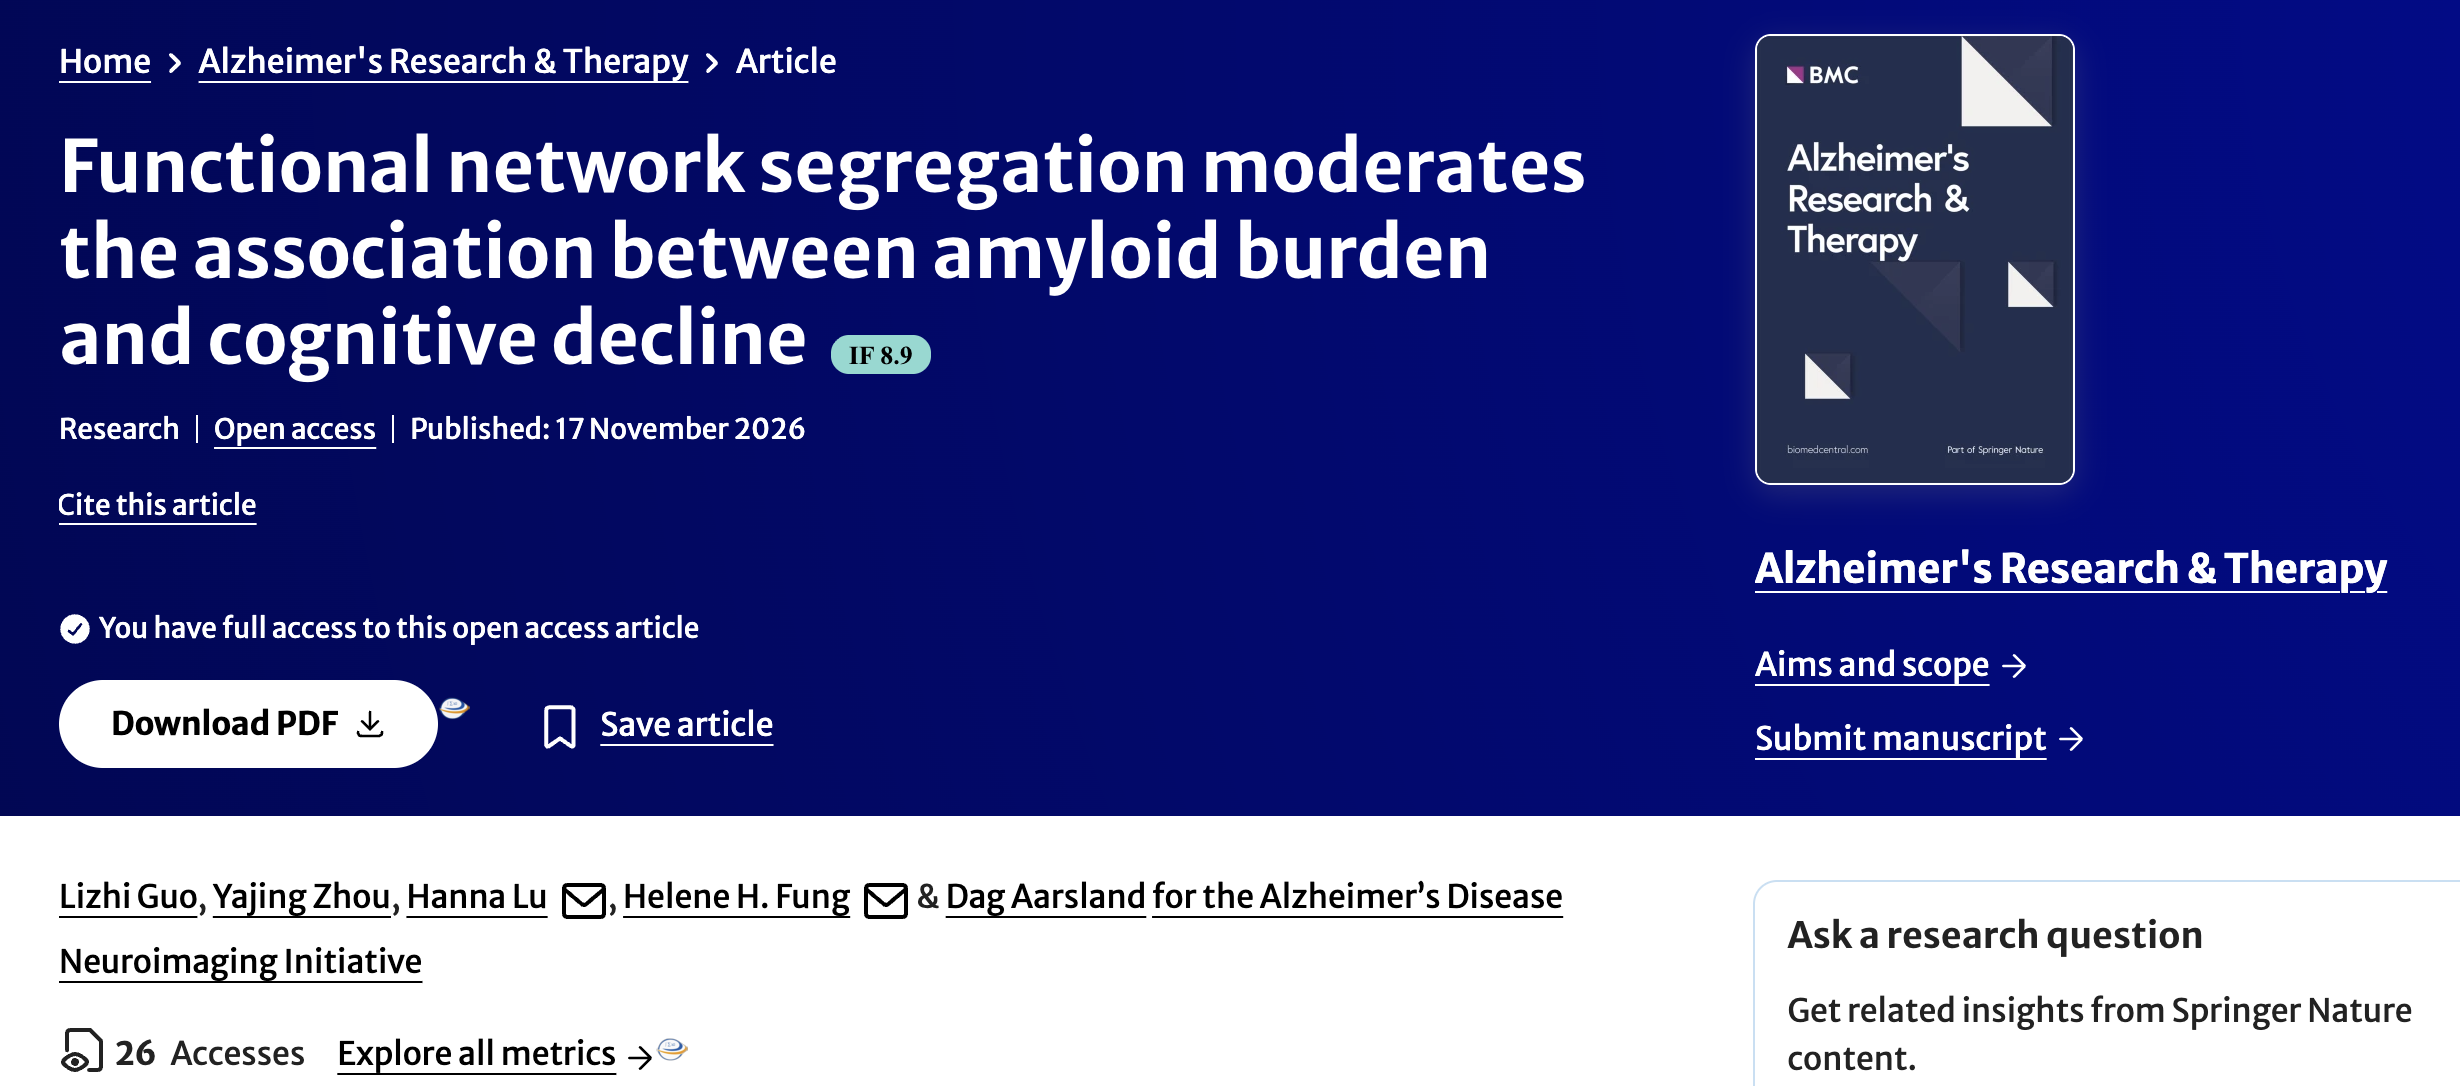 Home > Alzheimer's Research & Therapy > Article
Functional network segregation moderates
the association between amyloid burden
and cognitive decline IF 8.9
Research | Open access | Published: 17 November 2026
Cite this article
You have full access to this open access article
Download PDF
Save article
BMC
Alzheimer's
Research &
Therapy
biomedcentral.com Part of Springer Nature
Alzheimer's Research & Therapy
Aims and scope →
Submit manuscript →
Lizhi Guo, Yajing Zhou, Hanna Lu, Helene H. Fung & Dag Aarsland for the Alzheimer’s Disease
Neuroimaging Initiative
26 Accesses Explore all metrics →
Ask a research question
Get related insights from Springer Nature
content.